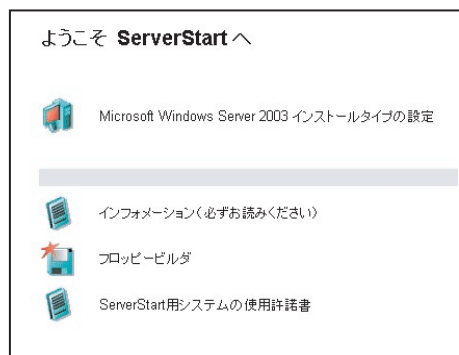 ようこそ ServerStart へ
Microsoft Windows Server 2003 インストールタイプの設定
インフォメーション(必ずお読みください)
フロッピービルダ
ServerStart用システムの使用許諾書